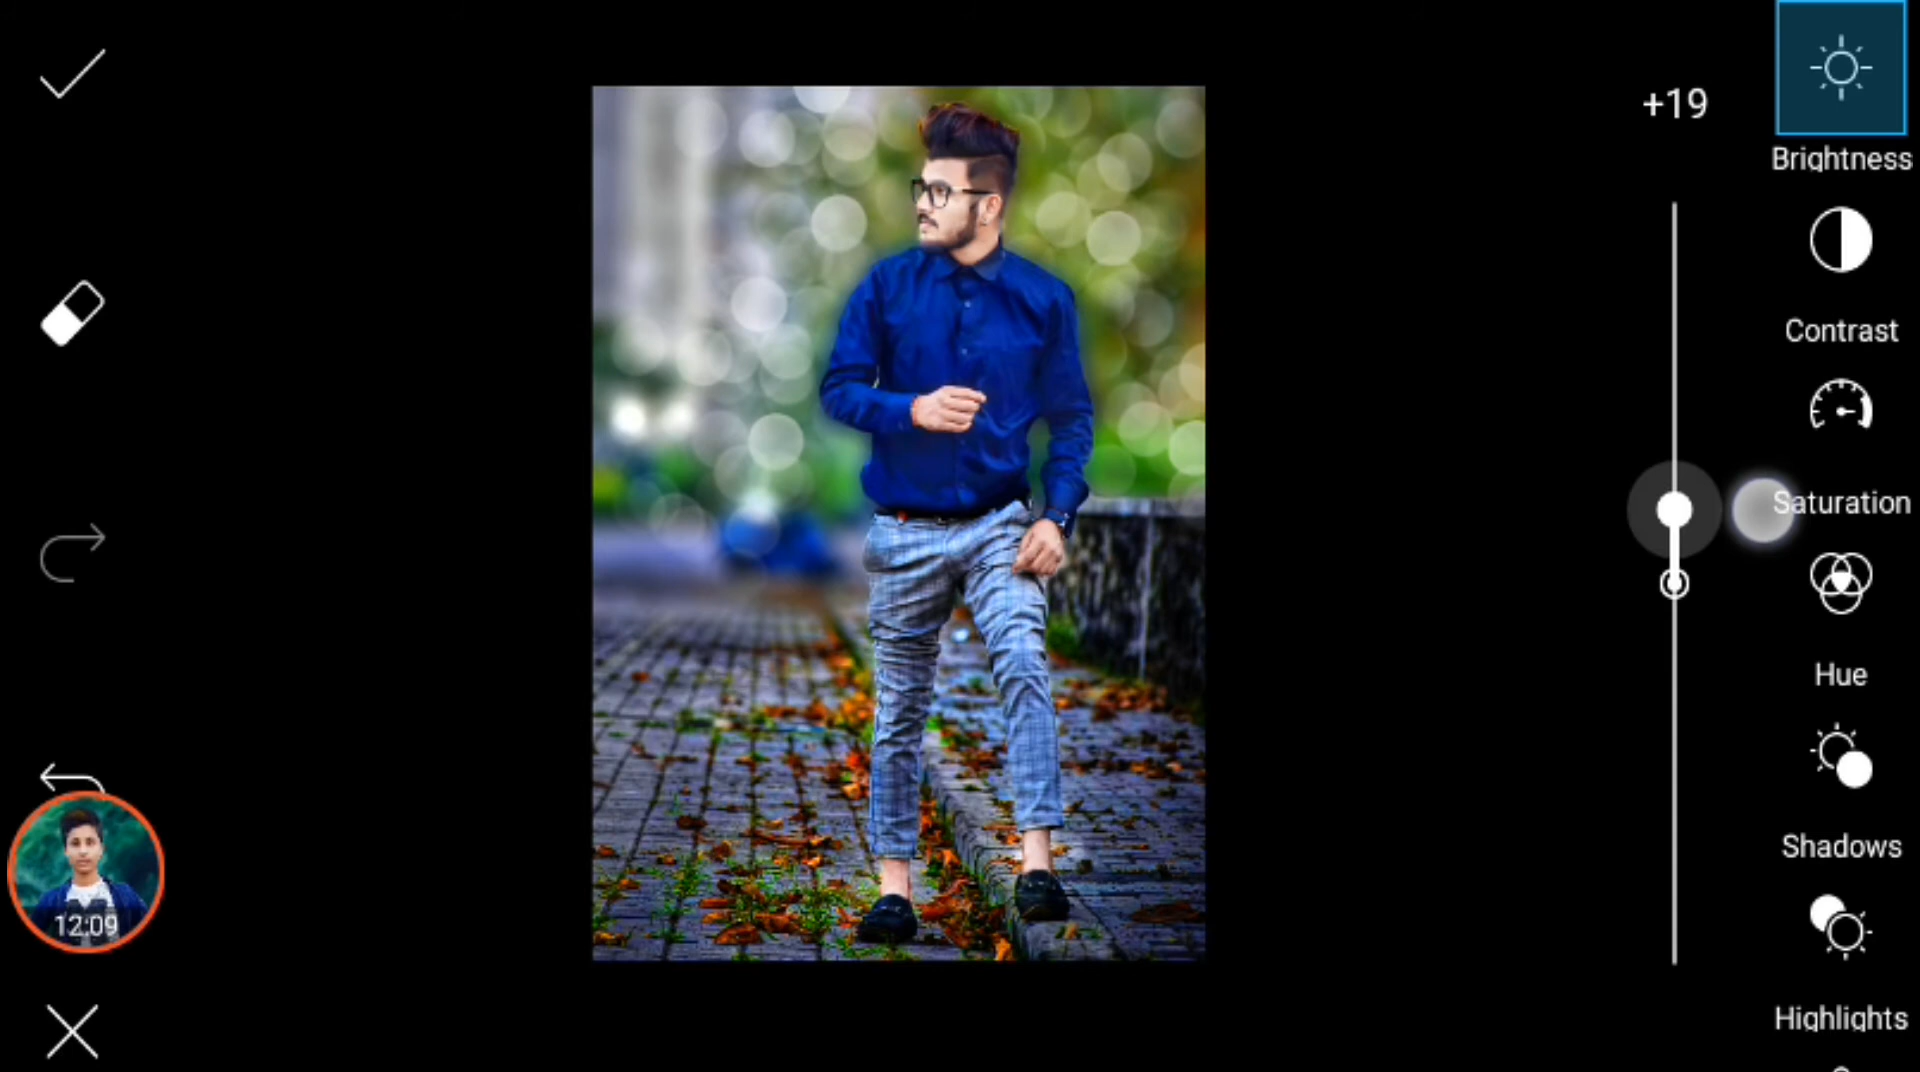 +19
Brightness
Contrast
Saturation
Hue
Shadows
12:09
Highlights